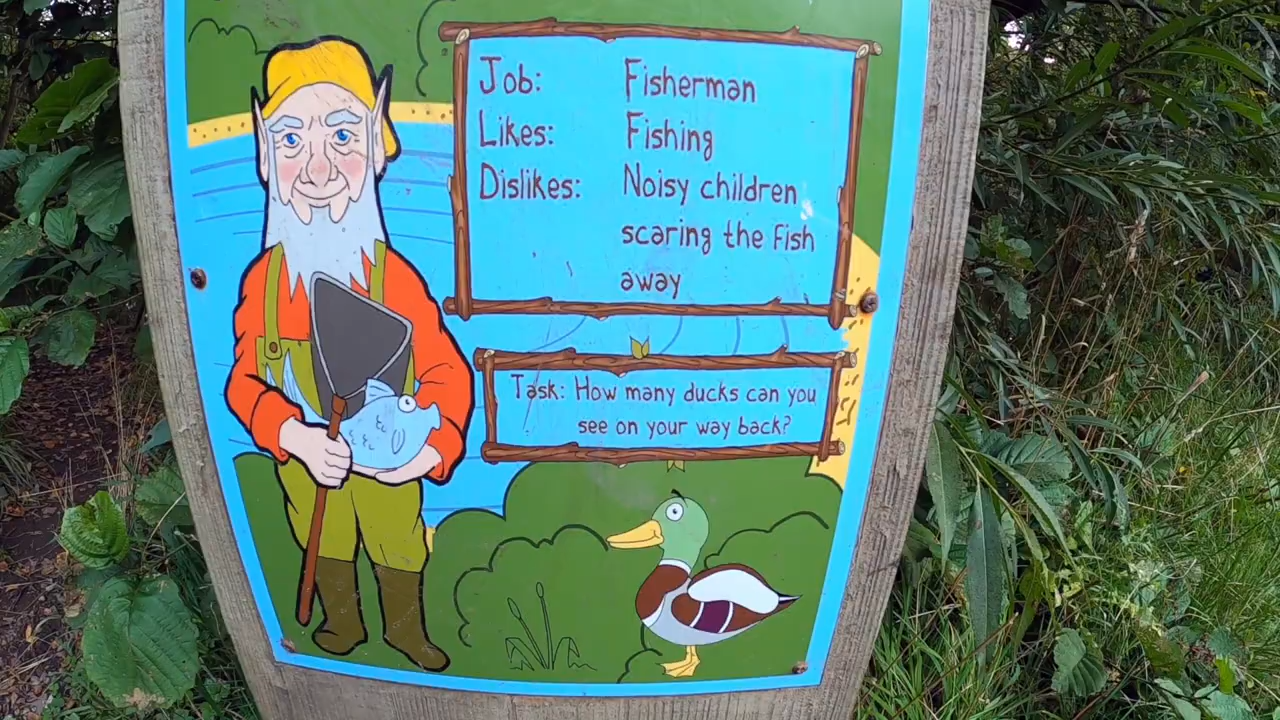 Job: Fisherman
Likes: Fishing
Dislikes: Noisy children
scaring the fish
away
Task: How many ducks can you
see on your way back?